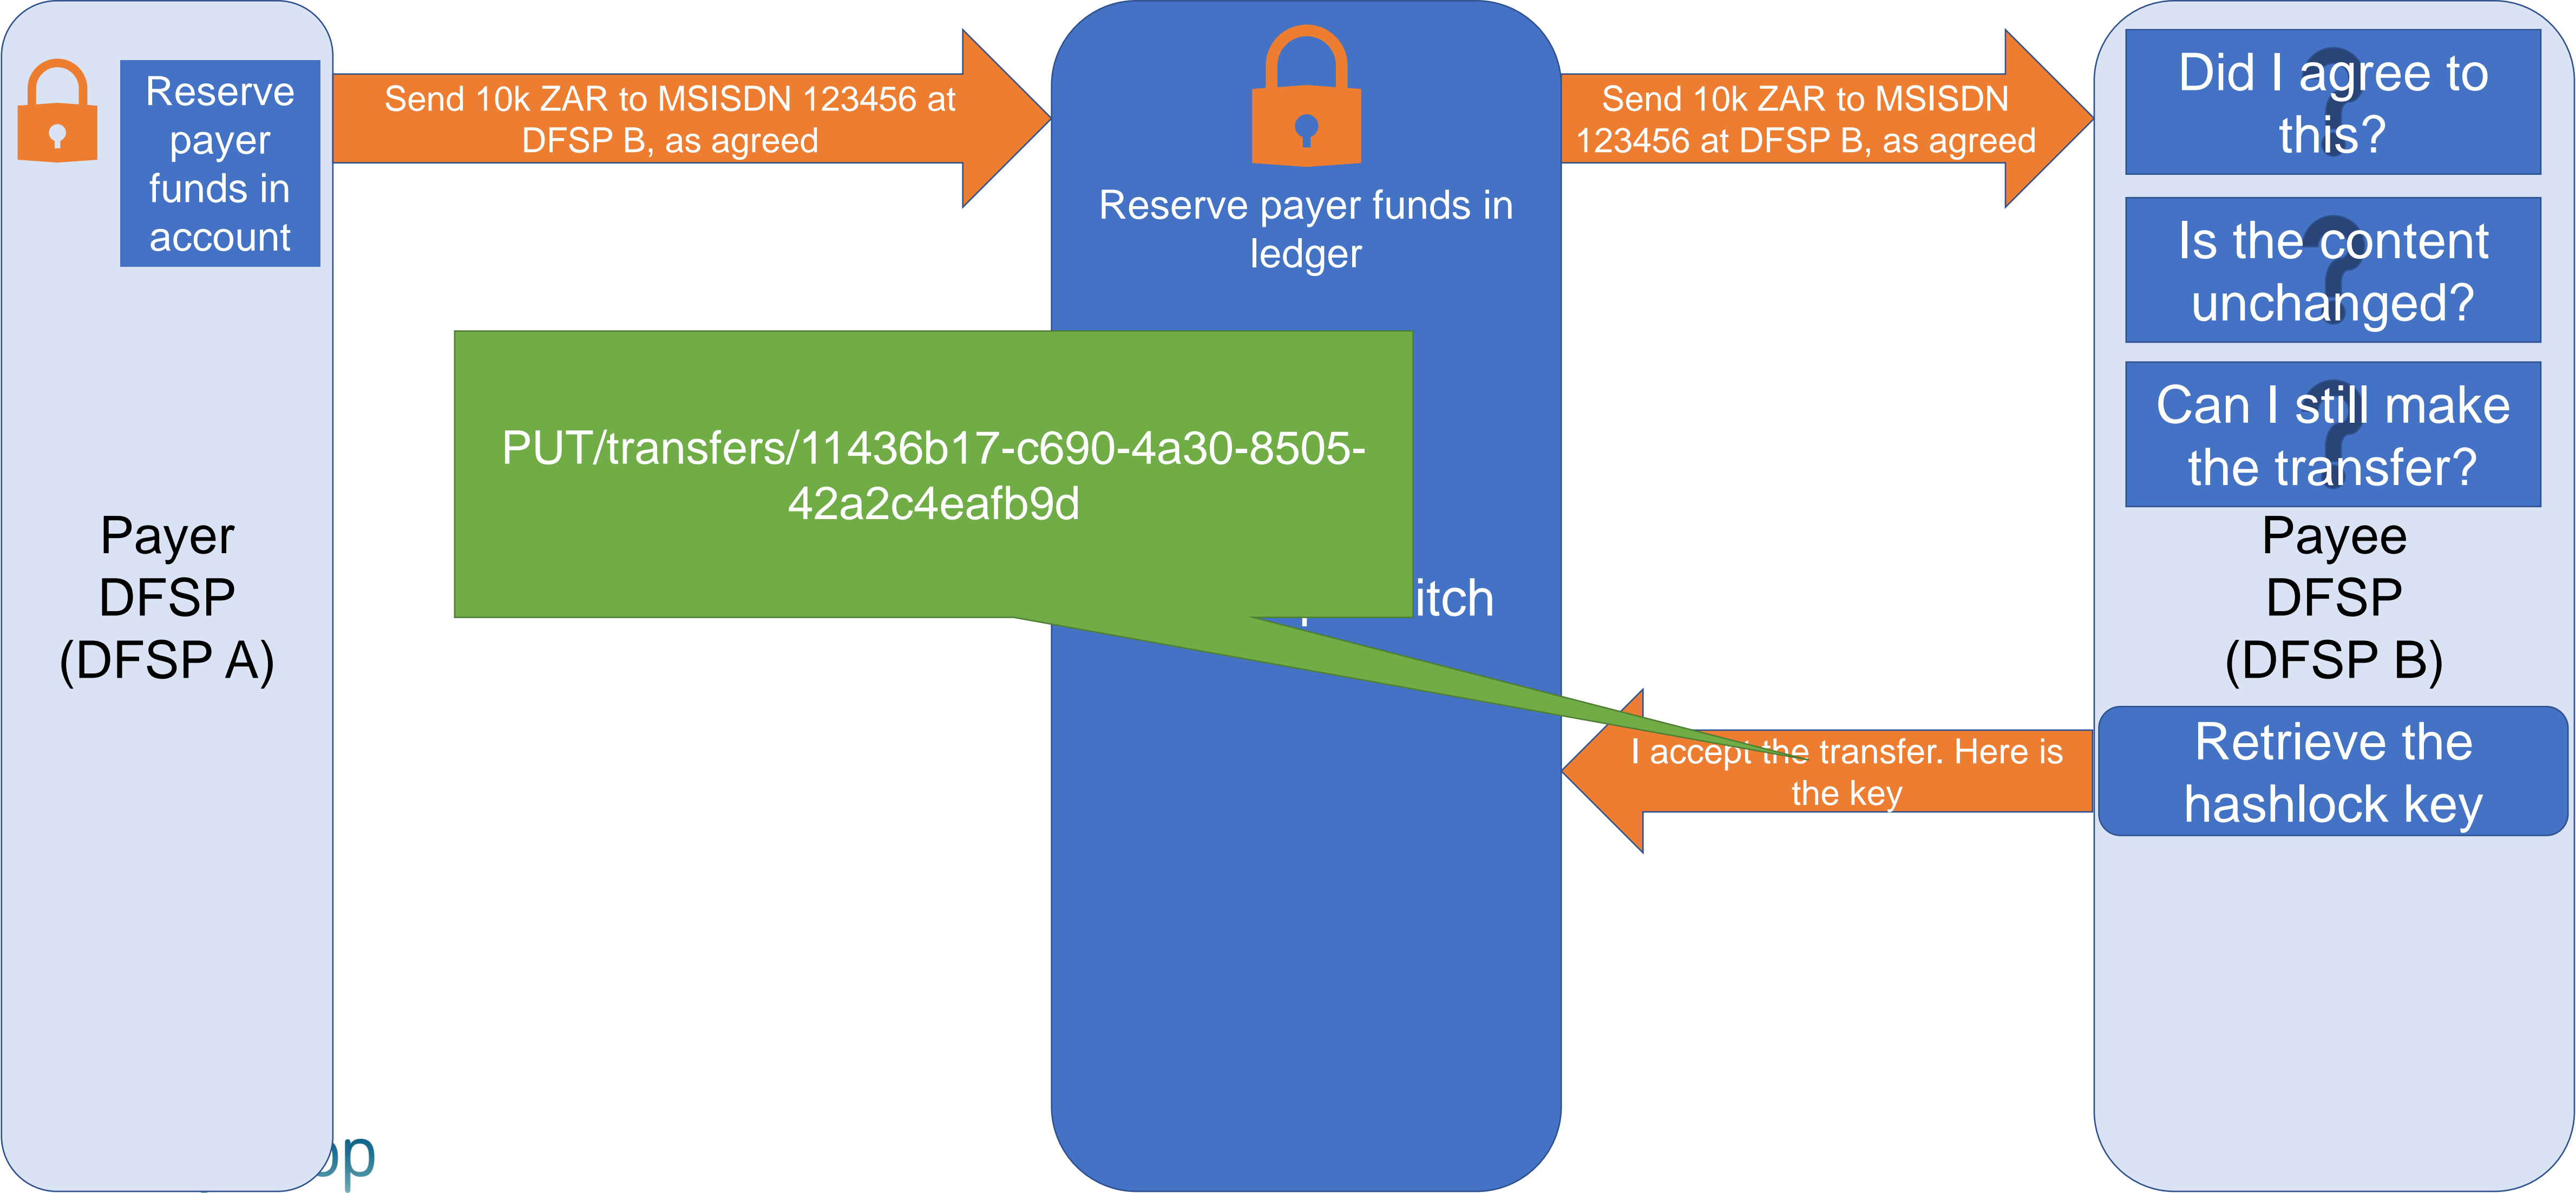 Reserve
payer
funds in
account
Send 10k ZAR to MSISDN 123456 at
DFSP B, as agreed
Reserve payer funds in
ledger
Send 10k ZAR to MSISDN
123456 at DFSP B, as agreed
Did I agree to
this?
Is the content
unchanged?
Can I still make
the transfer?
PUT/transfers/11436b17-c690-4a30-8505-
42a2c4eafb9d
Payer
DFSP
(DFSP A)
itch
Payee
DFSP
(DFSP B)
I accept the transfer. Here is
the key
Retrieve the
hashlock key
op